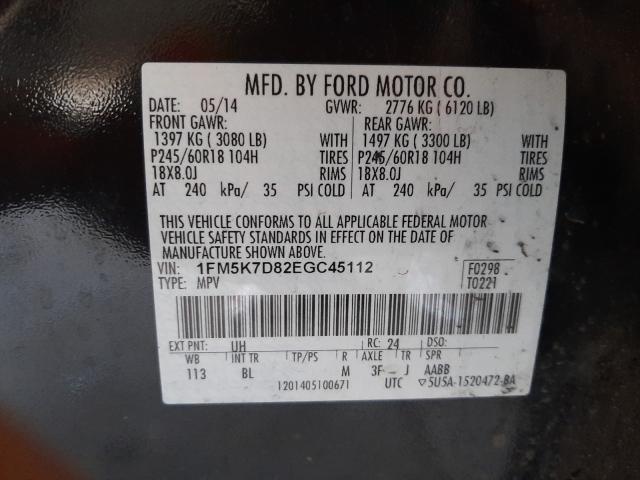 MFD. BY FORD MOTOR CO.
DATE: 05/14 GVWR: 2776 KG ( 6120 LB)
FRONT GAWR: REAR GAWR:
1397 KG ( 3080 LB) WITH 1497 KG ( 3300 LB) WITH
P245/60R18 104H TIRES P245/60R18 104H TIRES
18X8.0J RIMS 18X8.0J RIMS
AT 240 kPa/ 35 PSI COLD AT 240 kPa/ 35 PSI COLD
THIS VEHICLE CONFORMS TO ALL APPLICABLE FEDERAL MOTOR
VEHICLE SAFETY STANDARDS IN EFFECT ON THE DATE OF
MANUFACTURE SHOWN ABOVE.
VIN: 1FM5K7D82EGC45112 F0298
TYPE: MPV T0221
EXT PNT: UH RC: 24 DSO:
WB INT TR TP/PS R AXLE TR SPR
113 BL M 3F J AABB
1201405100671 UTC ▽5U5A-1520472-BA